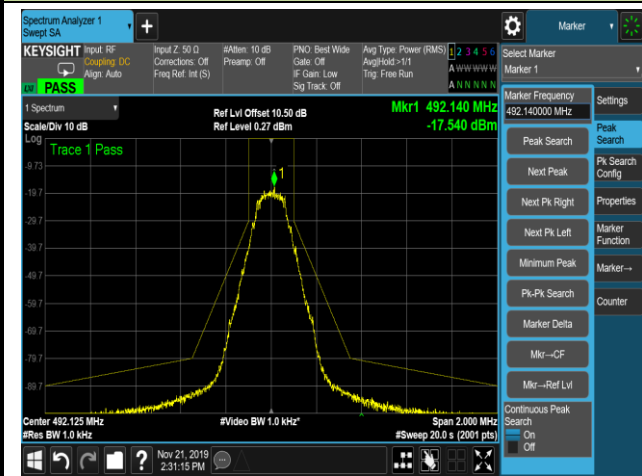 Spectrum Analyzer 1
Swept SA
+
Marker
KEYSIGHT
Input: RF
Coupling: DC
Align: Auto
Input Z: 50 Ω
Corrections: Off
Freq Ref: Int (S)
#Atten: 10 dB
Preamp: Off
PNO: Best Wide
Gate: Off
IF Gain: Low
Sig Track: Off
Avg Type: Power (RMS)
Avg|Hold:>1/1
Trig: Free Run
1 2 3 4 5 6
A W W W W W
A N N N N N
LXI
PASS
Select Marker
Marker 1
1 Spectrum
Scale/Div 10 dB
Ref Lvl Offset 10.50 dB
Ref Level 0.27 dBm
Mkr1 492.140 MHz
-17.540 dBm
Log
Trace 1 Pass
1
-9.73
-19.7
-29.7
-39.7
-49.7
-59.7
-69.7
-79.7
-89.7
Center 492.125 MHz
#Res BW 1.0 kHz
#Video BW 1.0 kHz*
Span 2.000 MHz
#Sweep 20.0 s (2001 pts)
Marker Frequency
492.140000 MHz
Peak Search
Next Peak
Next Pk Right
Next Pk Left
Minimum Peak
Pk-Pk Search
Marker Delta
Mkr→CF
Mkr→Ref Lvl
Continuous Peak
Search
On
Off
Settings
Peak
Search
Pk Search
Config
Properties
Marker
Function
Marker→
Counter
?
Nov 21, 2019
2:31:15 PM